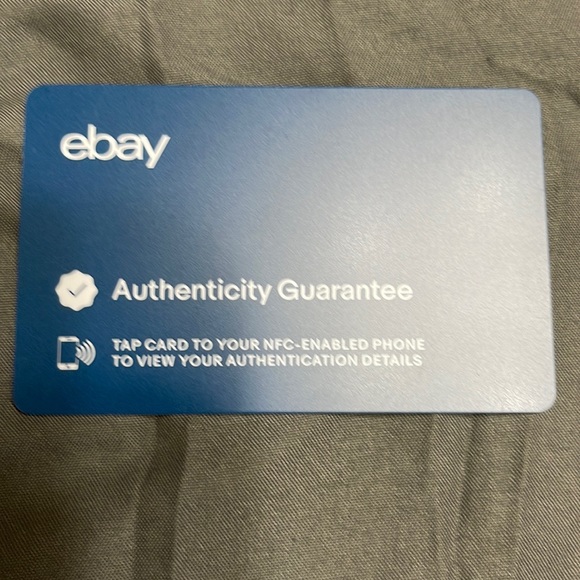 ebay
Authenticity Guarantee
TAP CARD TO YOUR NFC-ENABLED PHONE
TO VIEW YOUR AUTHENTICATION DETAILS